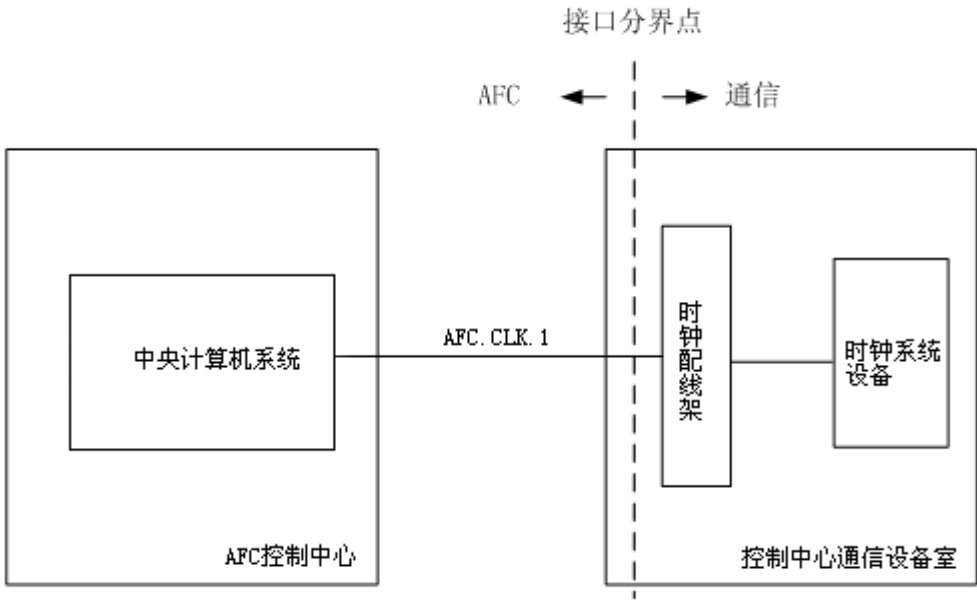 接口分界点
AFC
通信
中央计算机系统
AFC.CLK.1
时钟配线架
时钟系统
设备
AFC控制中心
控制中心通信设备室